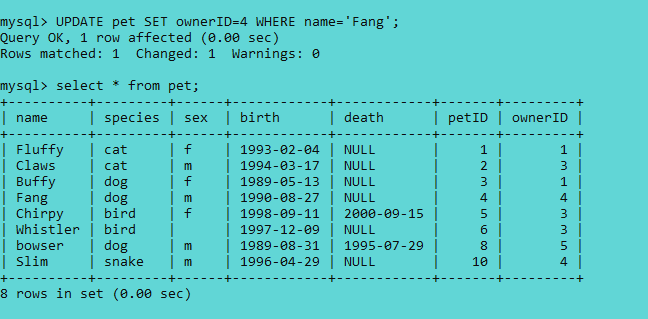 mysql> UPDATE pet SET ownerID=4 WHERE name='Fang';
Query OK, 1 row affected (0.00 sec)
Rows matched: 1  Changed: 1  Warnings: 0

mysql> select * from pet;
+----------+---------+------+------------+------------+-------+---------+
| name     | species | sex  | birth      | death      | petID | ownerID |
+----------+---------+------+------------+------------+-------+---------+
| Fluffy   | cat     | f    | 1993-02-04 | NULL       |     1 |       1 |
| Claws    | cat     | m    | 1994-03-17 | NULL       |     2 |       3 |
| Buffy    | dog     | f    | 1989-05-13 | NULL       |     3 |       1 |
| Fang     | dog     | m    | 1990-08-27 | NULL       |     4 |       4 |
| Chirpy   | bird    | f    | 1998-09-11 | 2000-09-15 |     5 |       3 |
| Whistler | bird    |      | 1997-12-09 | NULL       |     6 |       3 |
| bowser   | dog     | m    | 1989-08-31 | 1995-07-29 |     8 |       5 |
| Slim     | snake   | m    | 1996-04-29 | NULL       |    10 |       4 |
+----------+---------+------+------------+------------+-------+---------+
8 rows in set (0.00 sec)